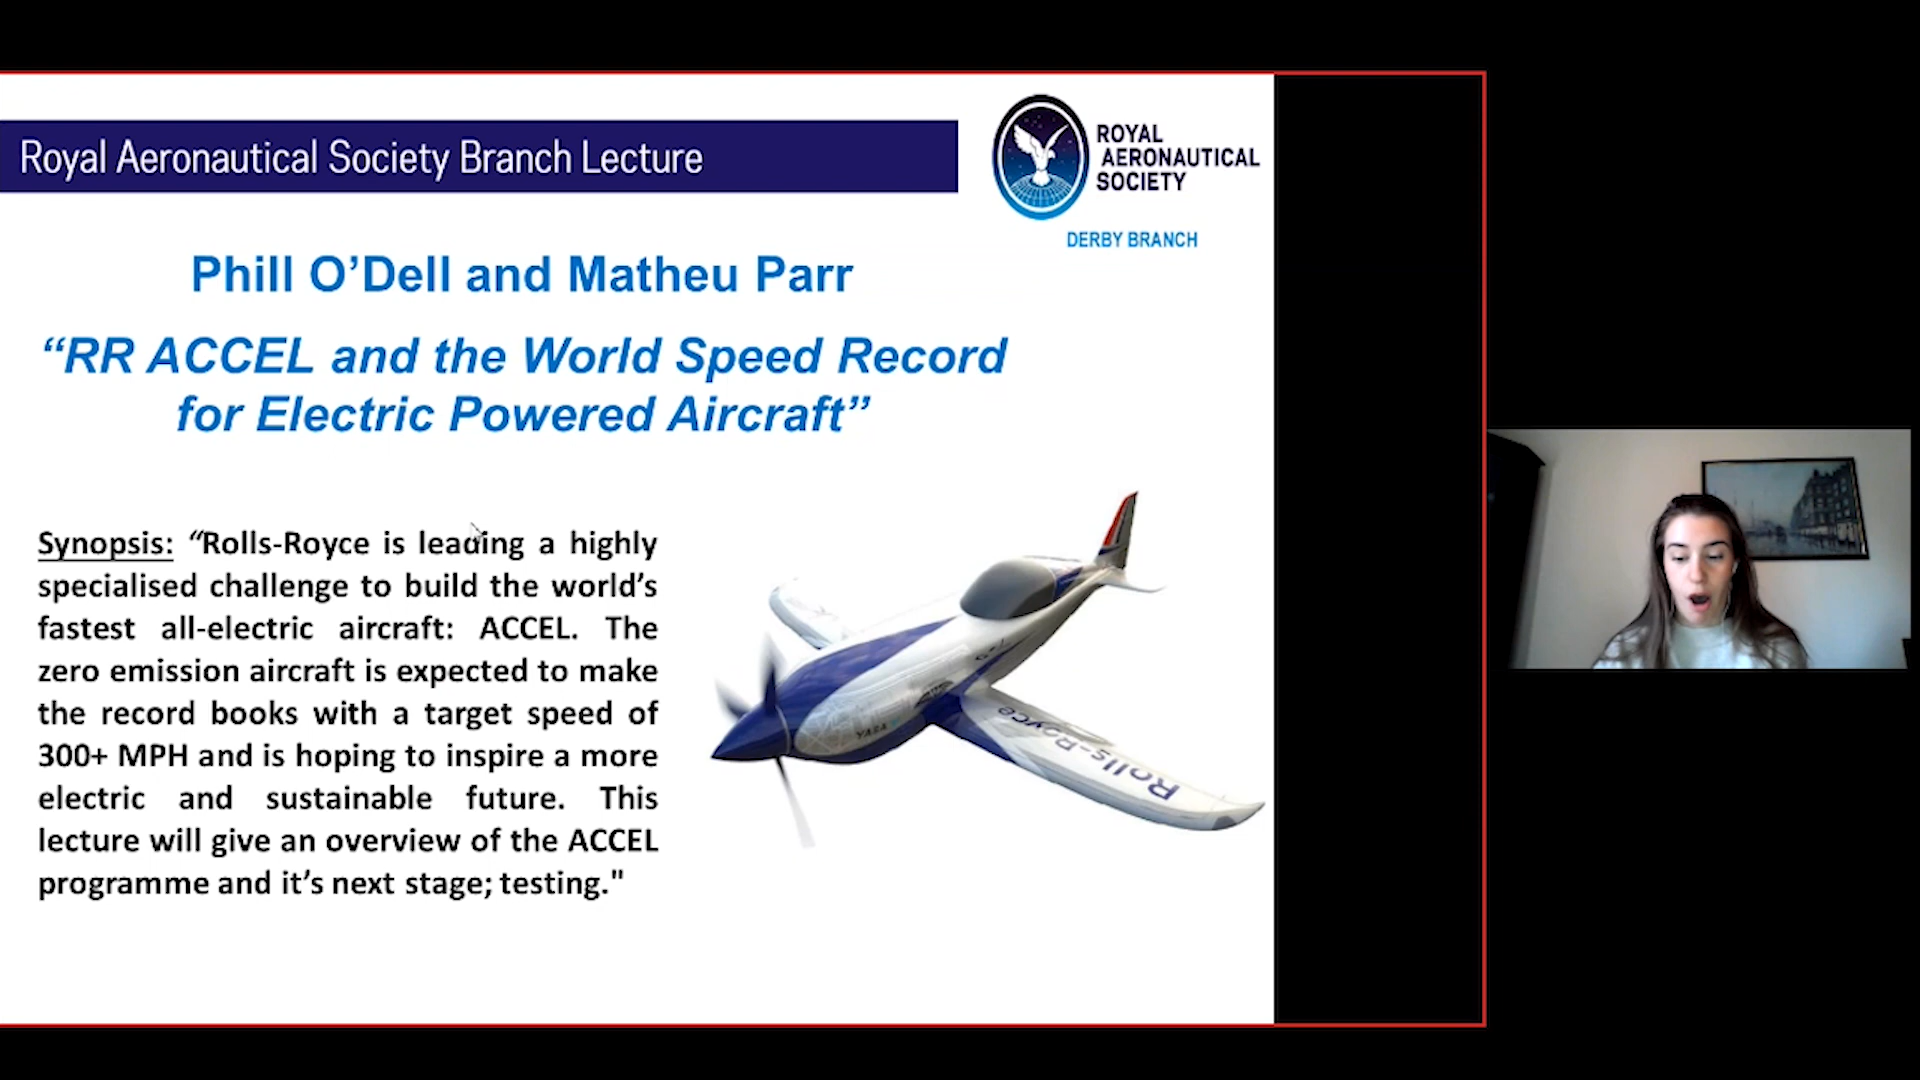 Royal Aeronautical Society Branch Lecture
ROYAL
AERONAUTICAL
SOCIETY
DERBY BRANCH
Phill O’Dell and Matheu Parr
“RR ACCEL and the World Speed Record
for Electric Powered Aircraft”
Synopsis: “Rolls-Royce is leading a highly
specialised challenge to build the world’s
fastest all-electric aircraft: ACCEL. The
zero emission aircraft is expected to make
the record books with a target speed of
300+ MPH and is hoping to inspire a more
electric and sustainable future. This
lecture will give an overview of the ACCEL
programme and it’s next stage; testing."
YASA
Rolls-Royce